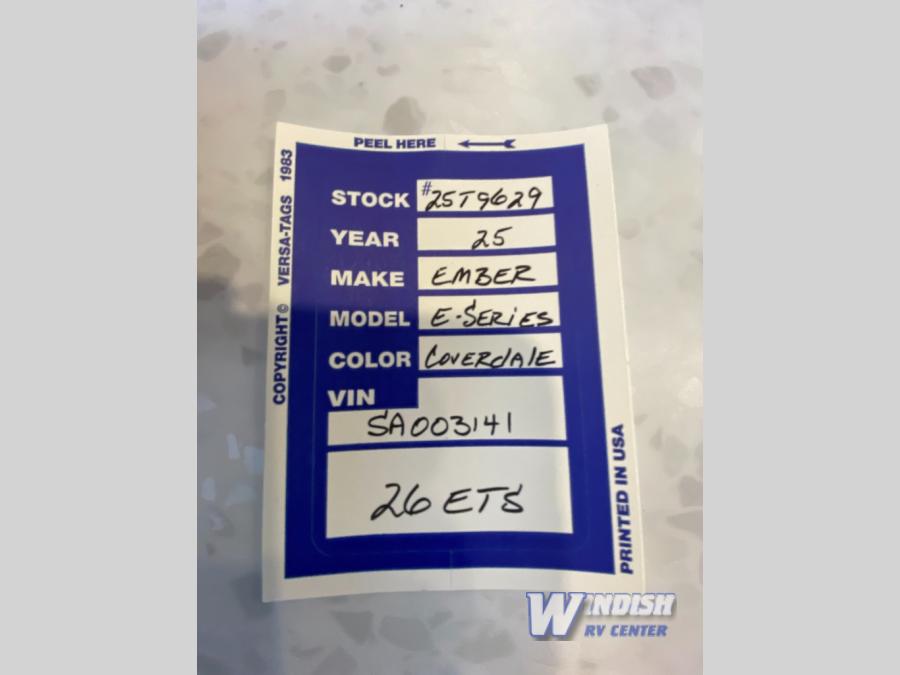 PEEL HERE
COPYRIGHT© VERSA-TAGS 1983
STOCK #25T9629
YEAR 25
MAKE EMBER
MODEL E-SERiES
COLOR COVERdALE
VIN
SA003141
26 ETS
PRINTED IN USA
WINDISH
RV CENTER